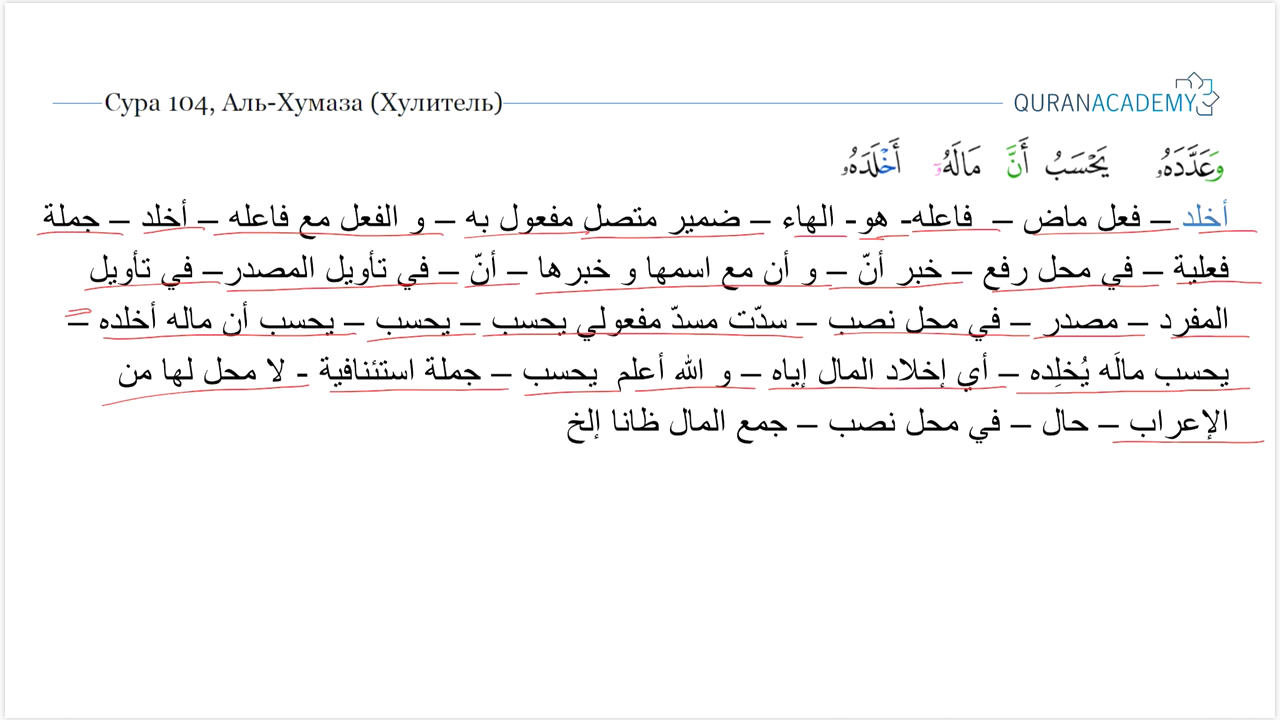 Сура 104, Аль-Хумаза (Хулитель)
QURANACADEMY
وَعَدَّدَهُۥ يَحْسَبُ أَنَّ مَالَهُۥٓ أَخْلَدَهُۥ
أخلد – فعل ماض – فاعله- هو- الهاء – ضمير متصل مفعول به – و الفعل مع فاعله – أخلد – جملة
فعلية – في محل رفع – خبر أنّ – و أن مع اسمها و خبرها – أنّ – في تأويل المصدر– في تأويل
المفرد – مصدر – في محل نصب – سدّت مسدّ مفعولي يحسب – يحسب – يحسب أن ماله أخلده –
يحسب مالَه يُخلِده – أي إخلاد المال إياه – و الله أعلم يحسب – جملة استئنافية - لا محل لها من
الإعراب – حال – في محل نصب – جمع المال ظانا إلخ